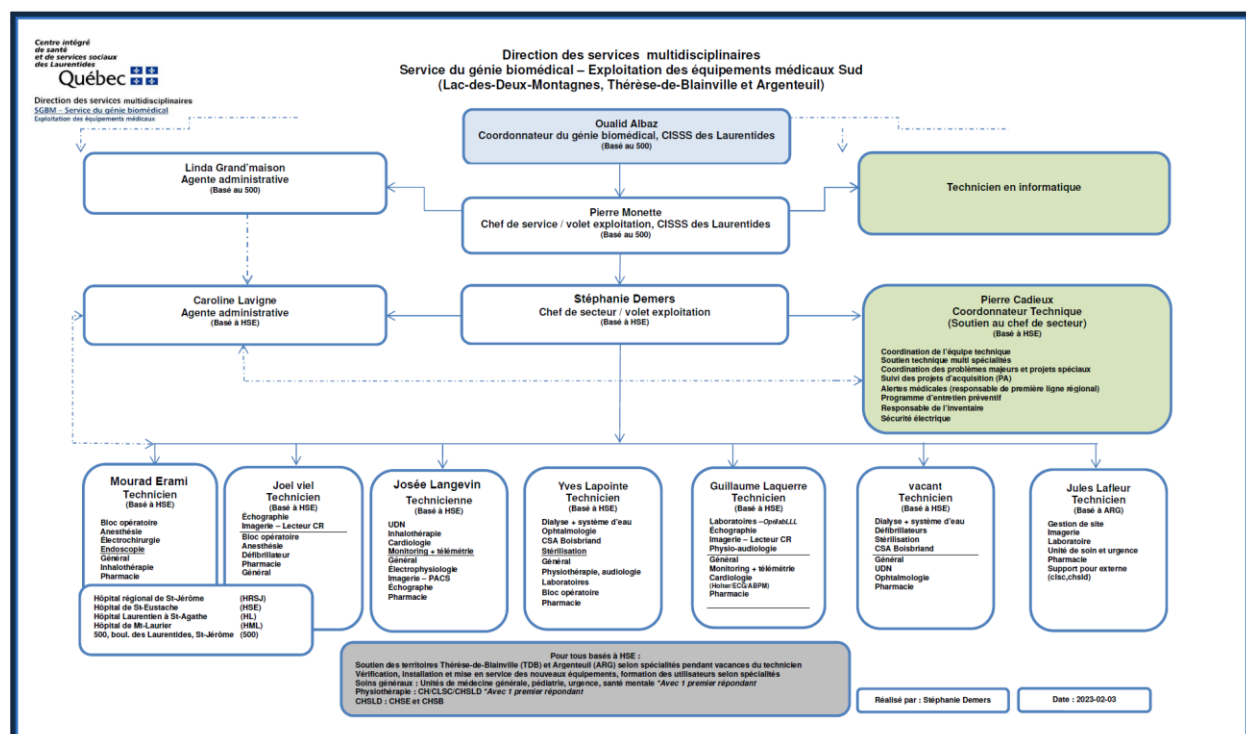 Centre intégré
de santé
et de services sociaux
des Laurentides
Québec
Direction des services multidisciplinaires
SGBM – Service du génie biomédical
Exploitation des équipements médicaux
Direction des services multidisciplinaires
Service du génie biomédical – Exploitation des équipements médicaux Sud
(Lac-des-Deux-Montagnes, Thérèse-de-Blainville et Argenteuil)
Oualid Albaz
Coordonnateur du génie biomédical, CISSS des Laurentides
(Basé au 500)
Linda Grand'maison
Agente administrative
(Basé au 500)
Technicien en informatique
Pierre Monette
Chef de service / volet exploitation, CISSS des Laurentides
(Basé au 500)
Caroline Lavigne
Agente administrative
(Basé à HSE)
Stéphanie Demers
Chef de secteur / volet exploitation
(Basé à HSE)
Pierre Cadieux
Coordonnateur Technique
(Soutien au chef de secteur)
(Basé à HSE)
Coordination de l'équipe technique
Soutien technique multi spécialités
Coordination des problèmes majeurs et projets spéciaux
Suivi des projets d'acquisition (PA)
Alertes médicales (responsable de première ligne régional)
Programme d'entretien préventif
Responsable de l'inventaire
Sécurité électrique
Mourad Erami
Technicien
(Basé à HSE)
Bloc opératoire
Anesthésie
Électrochirurgie
Endoscopie
Général
Inhalothérapie
Pharmacie
Joel viel
Technicien
(Basé à HSE)
Échographie
Imagerie – Lecteur CR
Bloc opératoire
Anesthésie
Défibrillateur
Pharmacie
Général
Josée Langevin
Technicienne
(Basé à HSE)
UDN
Inhalothérapie
Cardiologie
Monitoring + télémétrie
Général
Électrophysiologie
Imagerie – PACS
Échographe
Pharmacie
Yves Lapointe
Technicien
(Basé à HSE)
Dialyse + système d'eau
Ophtalmologie
CSA Boisbriand
Stérilisation
Général
Physiothérapie, audiologie
Laboratoires
Bloc opératoire
Pharmacie
Guillaume Laquerre
Technicien
(Basé à HSE)
Laboratoires –OptilabLLL
Échographie
Imagerie – Lecteur CR
Physio-audiologie
Général
Monitoring + télémétrie
Cardiologie
(Holter/ECG/ABPM)
Pharmacie
vacant
Technicien
(Basé à HSE)
Dialyse + système d'eau
Défibrillateurs
Stérilisation
CSA Boisbriand
Général
UDN
Ophtalmologie
Pharmacie
Jules Lafleur
Technicien
(Basé à ARG)
Gestion de site
Imagerie
Laboratoire
Unité de soin et urgence
Pharmacie
Support pour externe
(clsc,chsld)
Hôpital régional de St-Jérôme (HRSJ)
Hôpital de St-Eustache (HSE)
Hôpital Laurentien à St-Agathe (HL)
Hôpital de Mt-Laurier (HML)
500, boul. des Laurentides, St-Jérôme (500)
Pour tous basés à HSE :
Soutien des territoires Thérèse-de-Blainville (TDB) et Argenteuil (ARG) selon spécialités pendant vacances du technicien
Vérification, Installation et mise en service des nouveaux équipements, formation des utilisateurs selon spécialités
Soins généraux : Unités de médecine générale, pédiatrie, urgence, santé mentale *Avec 1 premier répondant
Physiothérapie : CH/CLSC/CHSLD *Avec 1 premier répondant
CHSLD : CHSE et CHSB
Réalisé par : Stéphanie Demers
Date : 2023-02-03